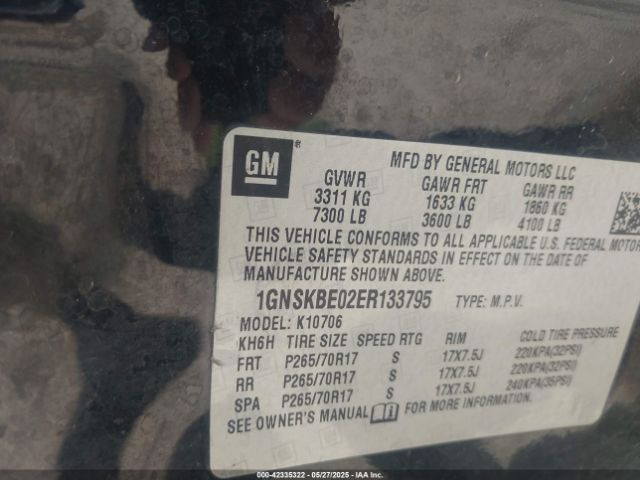 GM®
MFD BY GENERAL MOTORS LLC
GVWR GAWR FRT GAWR RR
3311 KG 1633 KG 1860 KG
7300 LB 3600 LB 4100 LB
THIS VEHICLE CONFORMS TO ALL APPLICABLE U.S. FEDERAL MOTOR
VEHICLE SAFETY STANDARDS IN EFFECT ON THE DATE OF
MANUFACTURE SHOWN ABOVE.
1GNSKBE02ER133795 TYPE: M.P.V.
MODEL: K10706
KH6H TIRE SIZE SPEED RTG RIM COLD TIRE PRESSURE
FRT P265/70R17 S 17X7.5J 220KPA(32PSI)
RR P265/70R17 S 17X7.5J 220KPA(32PSI)
SPA P265/70R17 S 17X7.5J 240KPA(35PSI)
SEE OWNER'S MANUAL FOR MORE INFORMATION.
000-42335322 - 05/27/2025 - IAAI.COM